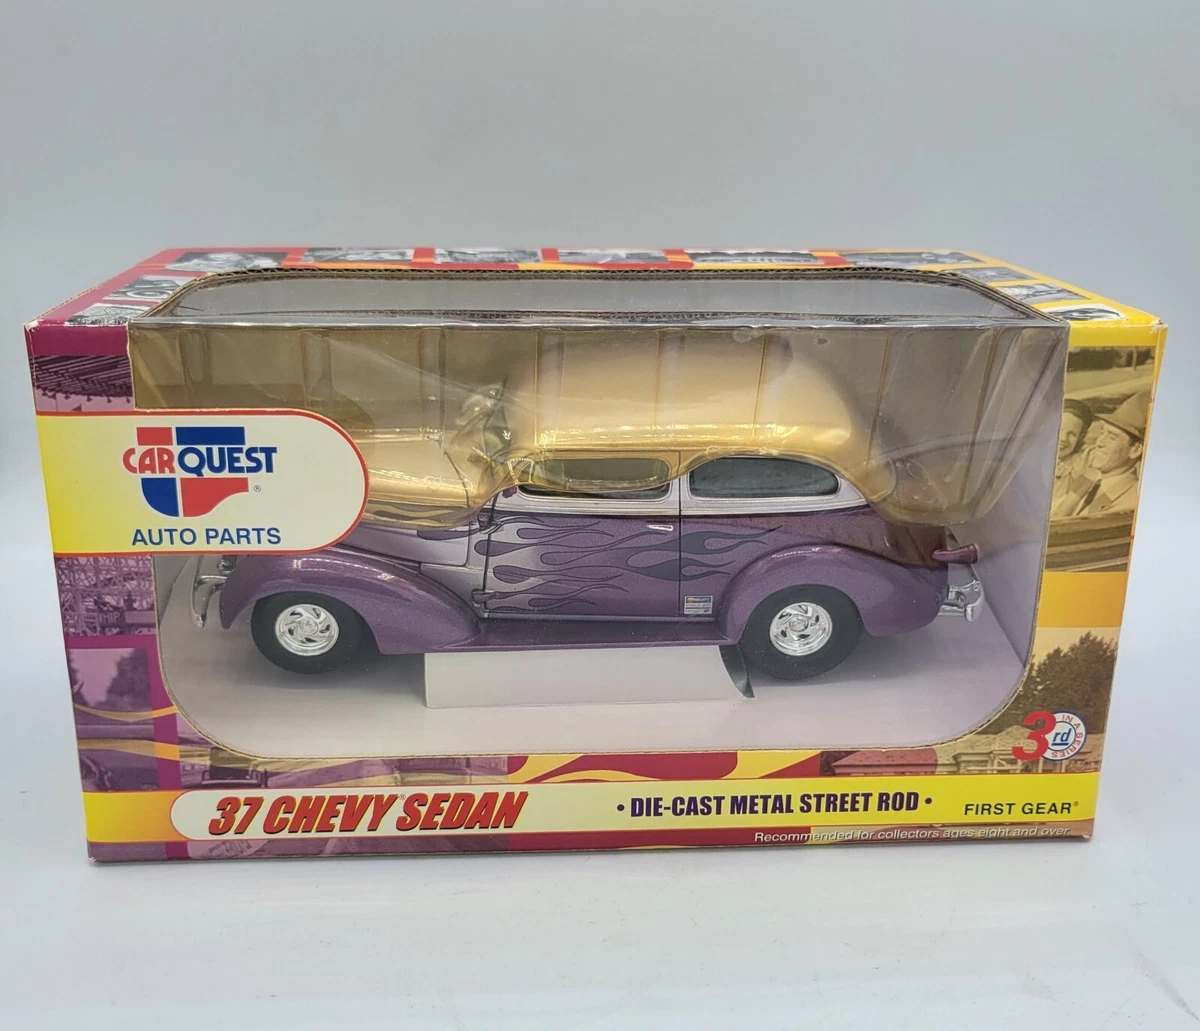 CARQUEST®
AUTO PARTS
3rd
IN A SERIES
37 CHEVY® SEDAN
• DIE-CAST METAL STREET ROD •
FIRST GEAR®
Recommended for collectors ages eight and over.